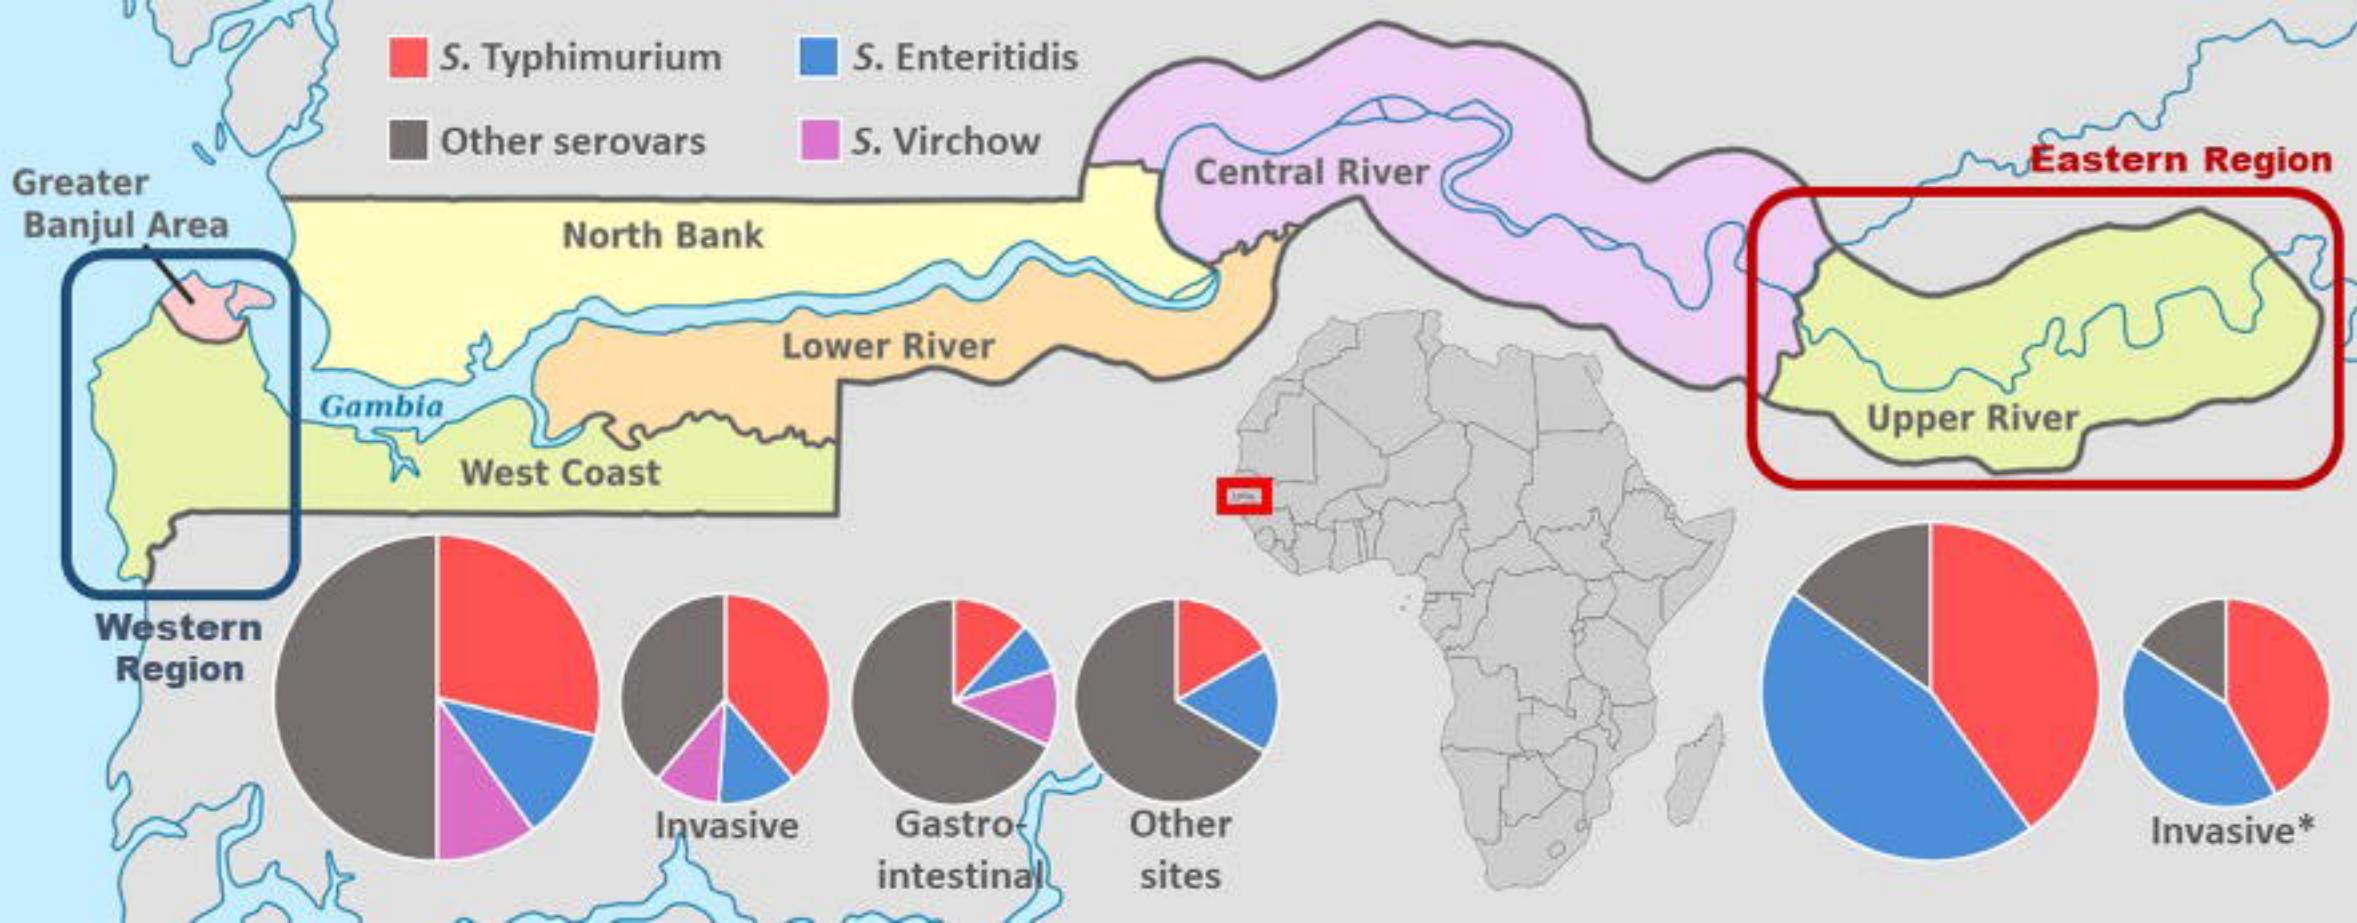 S. Typhimurium
S. Enteritidis
Other serovars
S. Virchow
Greater
Banjul Area
North Bank
Central River
Eastern Region
Lower River
Gambia
West Coast
Upper River
Western
Region
Invasive
Gastro-
intestinal
Other
sites
Invasive*